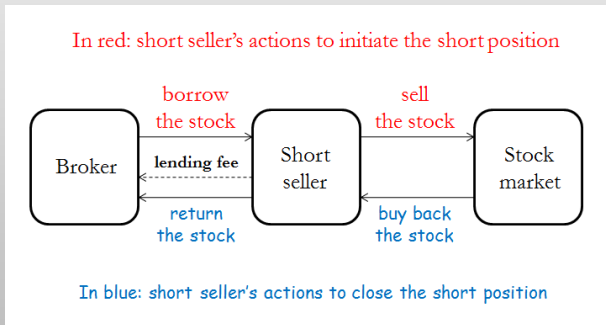 In red: short seller's actions to initiate the short position
borrow
the stock
sell
the stock
Broker
lending fee
Short
seller
Stock
market
return
the stock
buy back
the stock
In blue: short seller's actions to close the short position